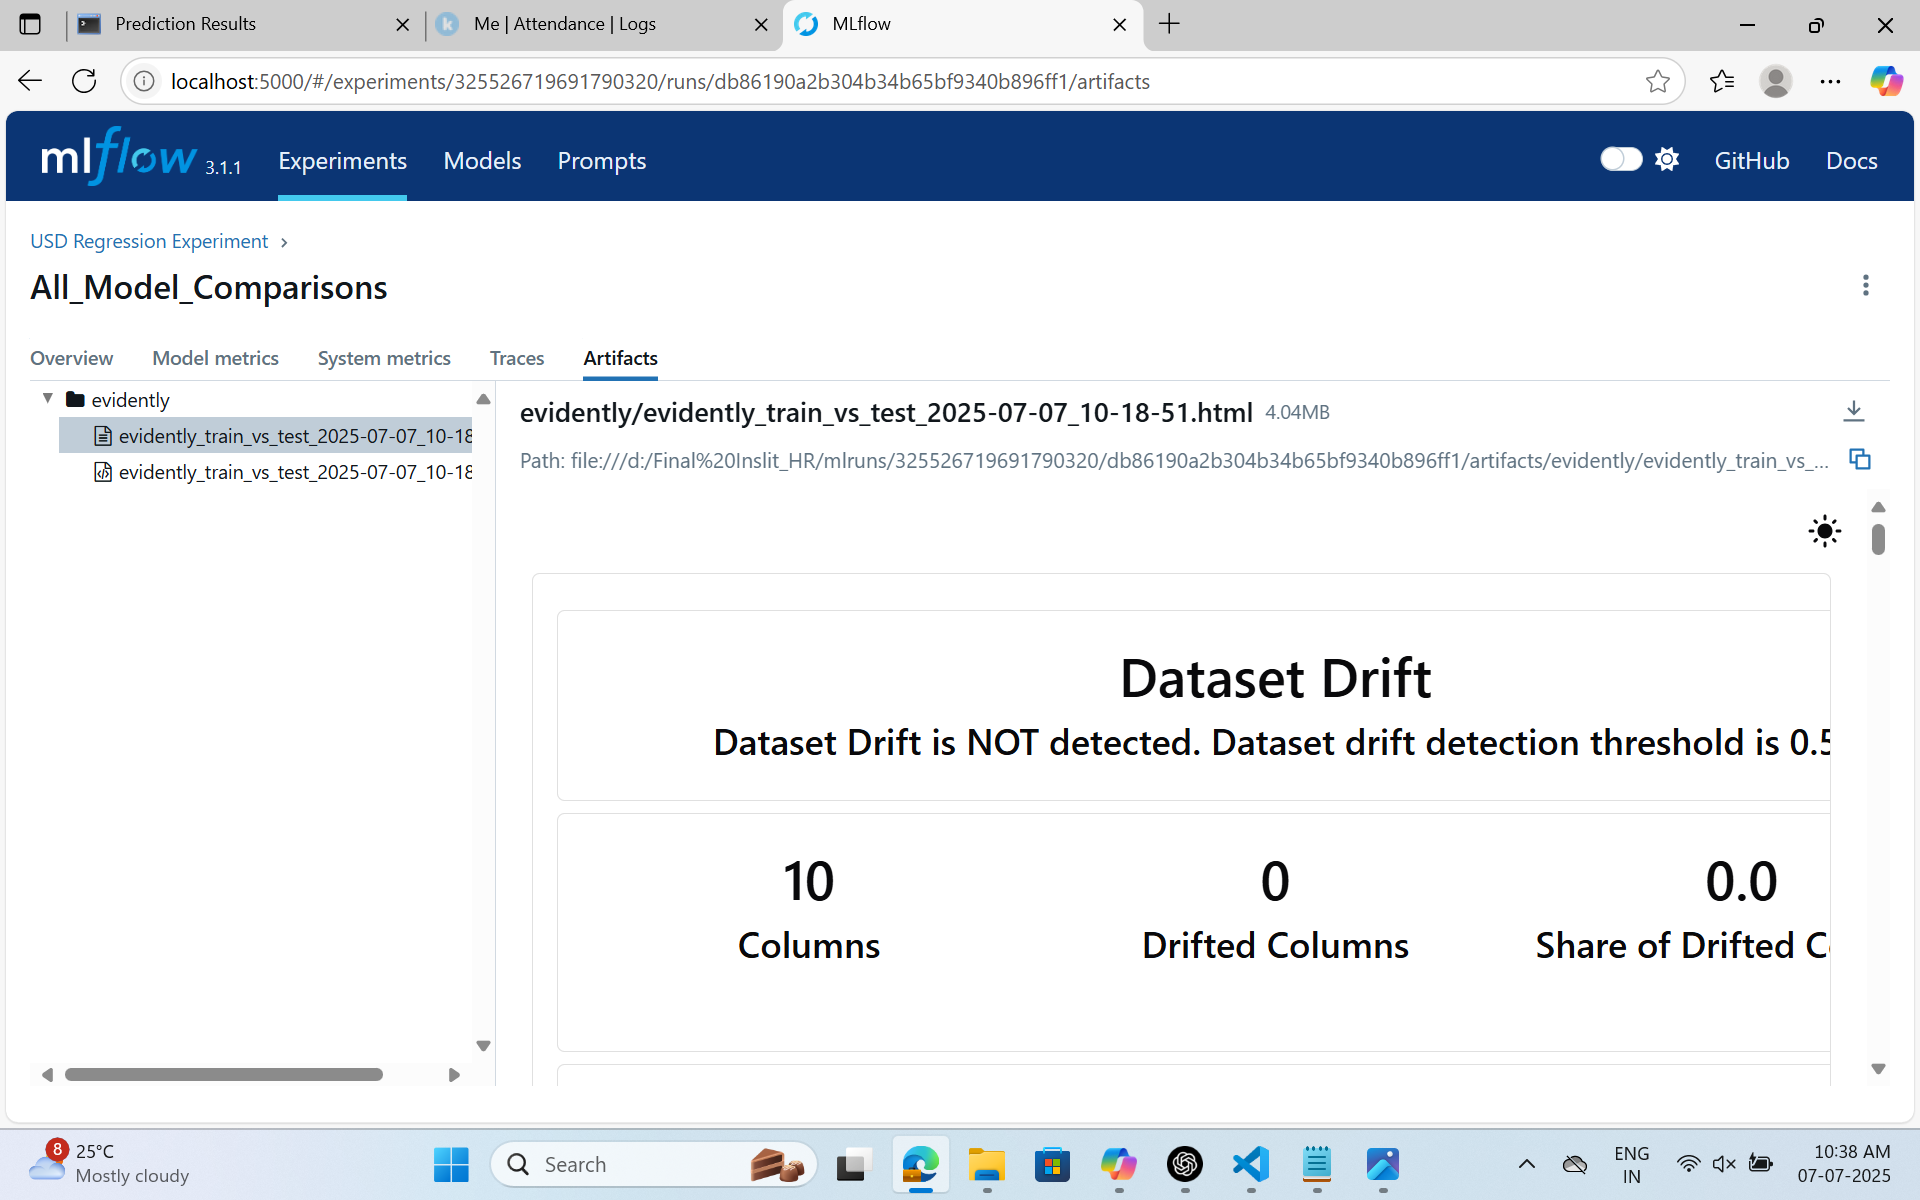 Prediction Results
Me | Attendance | Logs
MLflow
localhost:5000/#/experiments/325526719691790320/runs/db86190a2b304b34b65bf9340b896ff1/artifacts
mlflow 3.1.1
Experiments
Models
Prompts
GitHub
Docs
USD Regression Experiment
All_Model_Comparisons
Overview
Model metrics
System metrics
Traces
Artifacts
evidently
evidently_train_vs_test_2025-07-07_10-18
evidently_train_vs_test_2025-07-07_10-18
evidently/evidently_train_vs_test_2025-07-07_10-18-51.html 4.04MB
Path: file:///d:/Final%20Inslit_HR/mlruns/325526719691790320/db86190a2b304b34b65bf9340b896ff1/artifacts/evidently/evidently_train_vs_...
Dataset Drift
Dataset Drift is NOT detected. Dataset drift detection threshold is 0.5
10
Columns
0
Drifted Columns
0.0
Share of Drifted C
8
25°C
Mostly cloudy
Search
ENG
IN
10:38 AM
07-07-2025